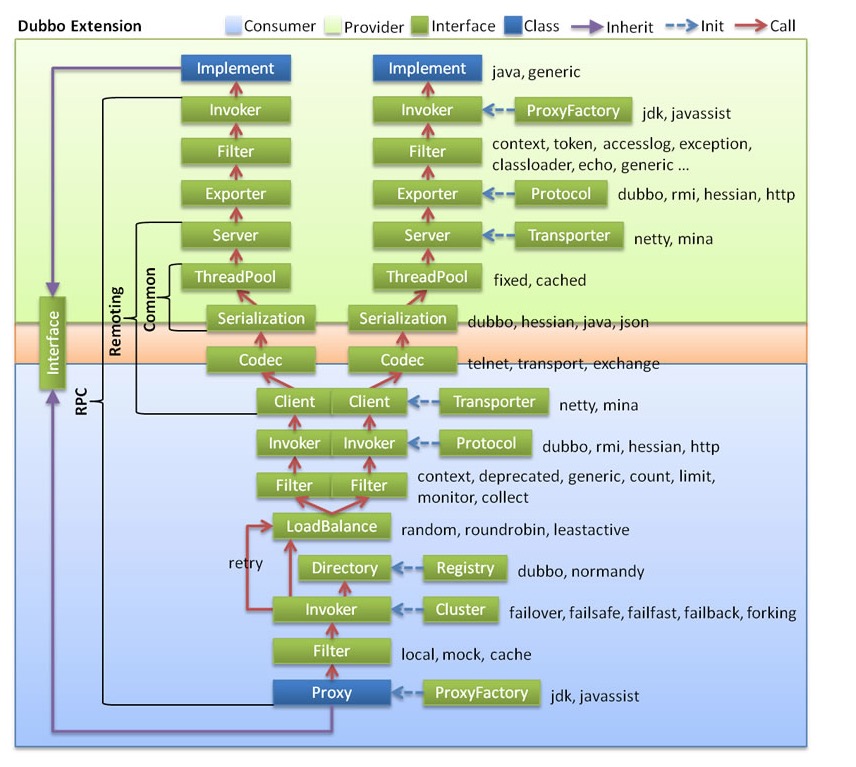 Dubbo Extension
Consumer Provider Interface Class Inherit Init Call
Implement Implement java, generic
Invoker Invoker ProxyFactory jdk, javassist
Filter Filter context, token, accesslog, exception,
classloader, echo, generic ...
Exporter Exporter Protocol dubbo, rmi, hessian, http
Server Server Transporter netty, mina
ThreadPool ThreadPool fixed, cached
Serialization Serialization dubbo, hessian, java, json
Codec Codec telnet, transport, exchange
Common
Remoting
RPC
Interface
Client Client Transporter netty, mina
Invoker Invoker Protocol dubbo, rmi, hessian, http
Filter Filter context, deprecated, generic, count, limit,
monitor, collect
LoadBalance random, roundrobin, leastactive
retry
Directory Registry dubbo, normandy
Invoker Cluster failover, failsafe, failfast, failback, forking
Filter local, mock, cache
Proxy ProxyFactory jdk, javassist